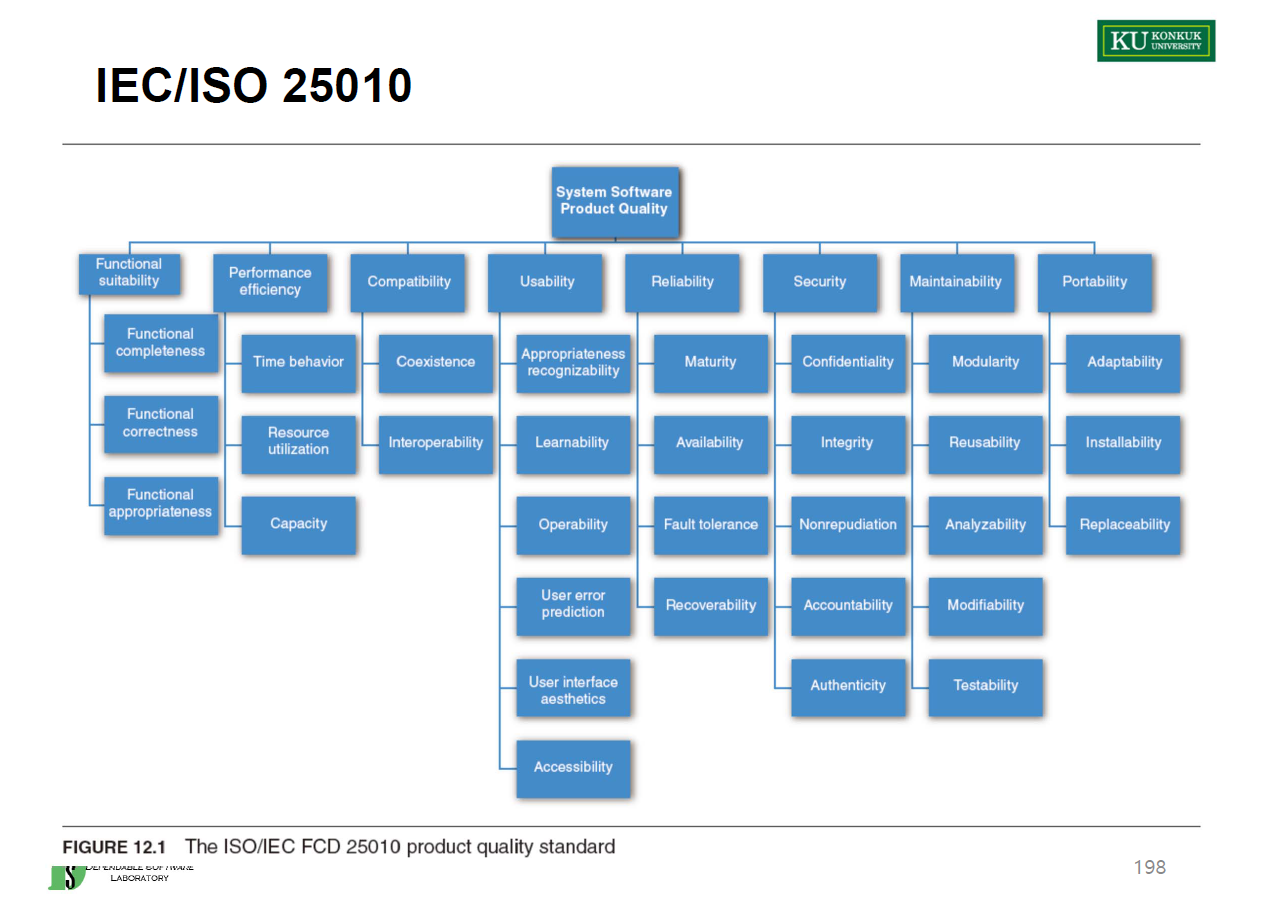 KU KONKUK
UNIVERSITY
IEC/ISO 25010
System Software
Product Quality
Functional
suitability
Functional
completeness
Functional
correctness
Functional
appropriateness
Performance
efficiency
Time behavior
Resource
utilization
Capacity
Compatibility
Coexistence
Interoperability
Usability
Appropriateness
recognizability
Learnability
Operability
User error
prediction
User interface
aesthetics
Accessibility
Reliability
Maturity
Availability
Fault tolerance
Recoverability
Security
Confidentiality
Integrity
Nonrepudiation
Accountability
Authenticity
Maintainability
Modularity
Reusability
Analyzability
Modifiability
Testability
Portability
Adaptability
Installability
Replaceability
FIGURE 12.1 The ISO/IEC FCD 25010 product quality standard
DEPENDABLE SOFTWARE
LABORATORY
198